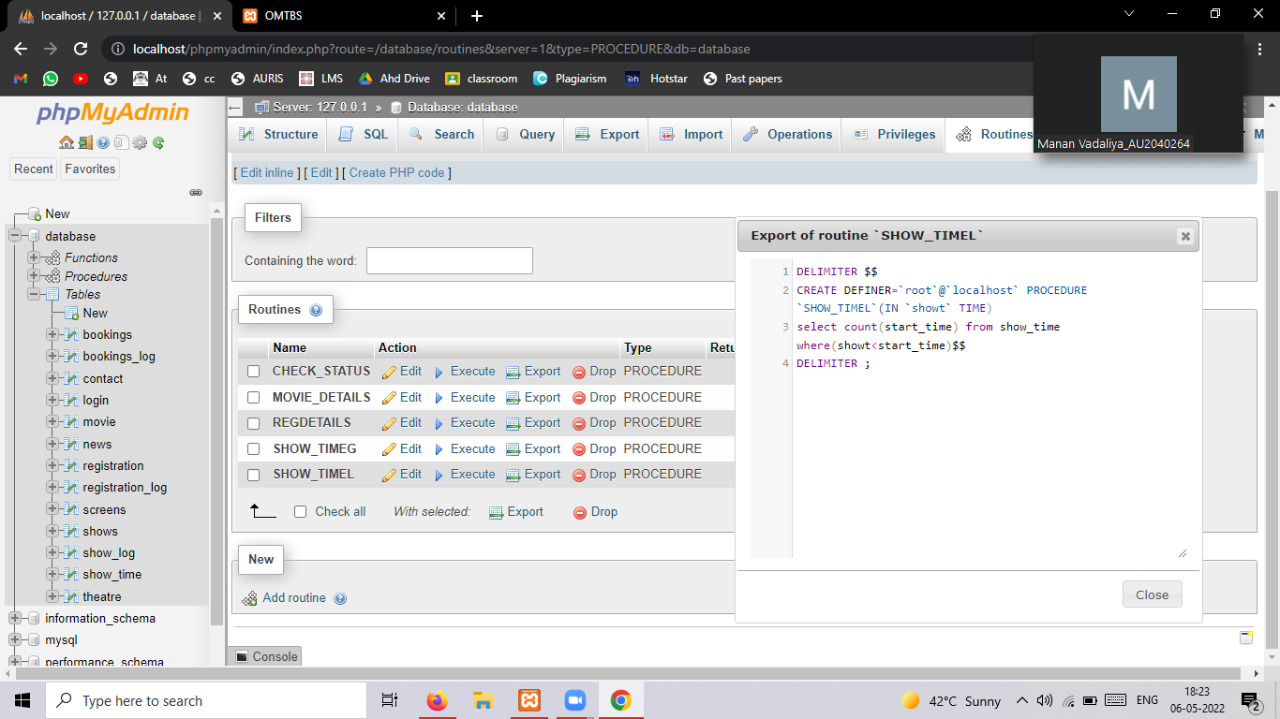 localhost / 127.0.0.1 / database |
OMTBS
localhost/phpmyadmin/index.php?route=/database/routines&server=1&type=PROCEDURE&db=database
At
cc
AURIS
LMS
Ahd Drive
classroom
Plagiarism
Hotstar
Past papers
M
Manan Vadaliya_AU2040264
phpMyAdmin
Recent
Favorites
New
database
Functions
Procedures
Tables
New
bookings
bookings_log
contact
login
movie
news
registration
registration_log
screens
shows
show_log
show_time
theatre
information_schema
mysql
performance_schema
Server: 127.0.0.1 » Database: database
Structure
SQL
Search
Query
Export
Import
Operations
Privileges
Routines
M
[ Edit inline ] [ Edit ] [ Create PHP code ]
Filters
Containing the word:
Routines
Name Action Type Retu
CHECK_STATUS Edit Execute Export Drop PROCEDURE
MOVIE_DETAILS Edit Execute Export Drop PROCEDURE
REGDETAILS Edit Execute Export Drop PROCEDURE
SHOW_TIMEG Edit Execute Export Drop PROCEDURE
SHOW_TIMEL Edit Execute Export Drop PROCEDURE
Check all With selected: Export Drop
New
Add routine
Console
Export of routine `SHOW_TIMEL`
1 DELIMITER $$
2 CREATE DEFINER=`root`@`localhost` PROCEDURE
`SHOW_TIMEL`(IN `showt` TIME)
3 select count(start_time) from show_time
where(showt<start_time)$$
4 DELIMITER ;
Close
Type here to search
42°C Sunny
ENG
18:23
06-05-2022
2